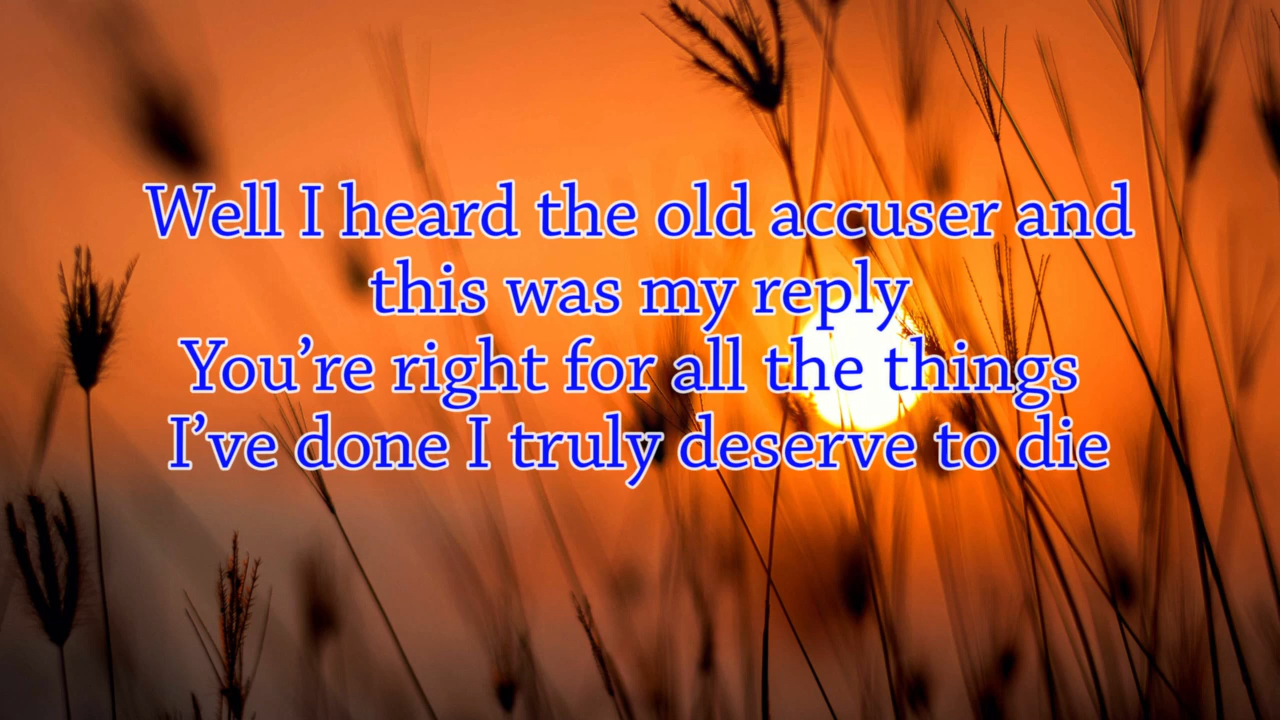 Well I heard the old accuser and
this was my reply
You’re right for all the things
I’ve done I truly deserve to die